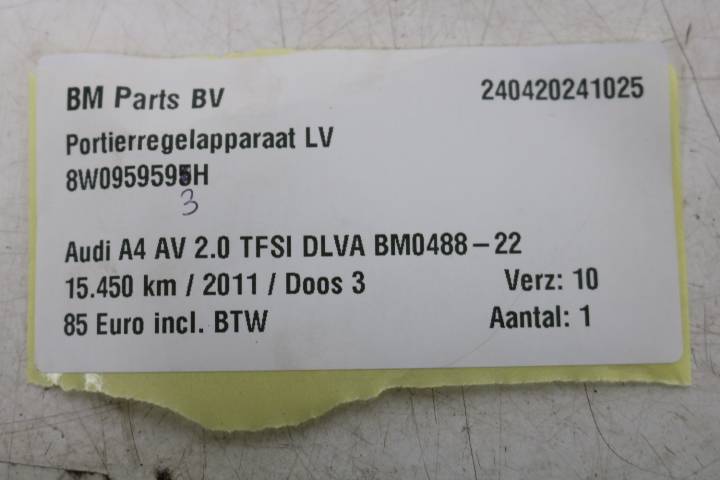 BM Parts BV 240420241025
Portierregelapparaat LV
8W0959595H
3
Audi A4 AV 2.0 TFSI DLVA BM0488-22
15.450 km / 2011 / Doos 3 Verz: 10
85 Euro incl. BTW Aantal: 1